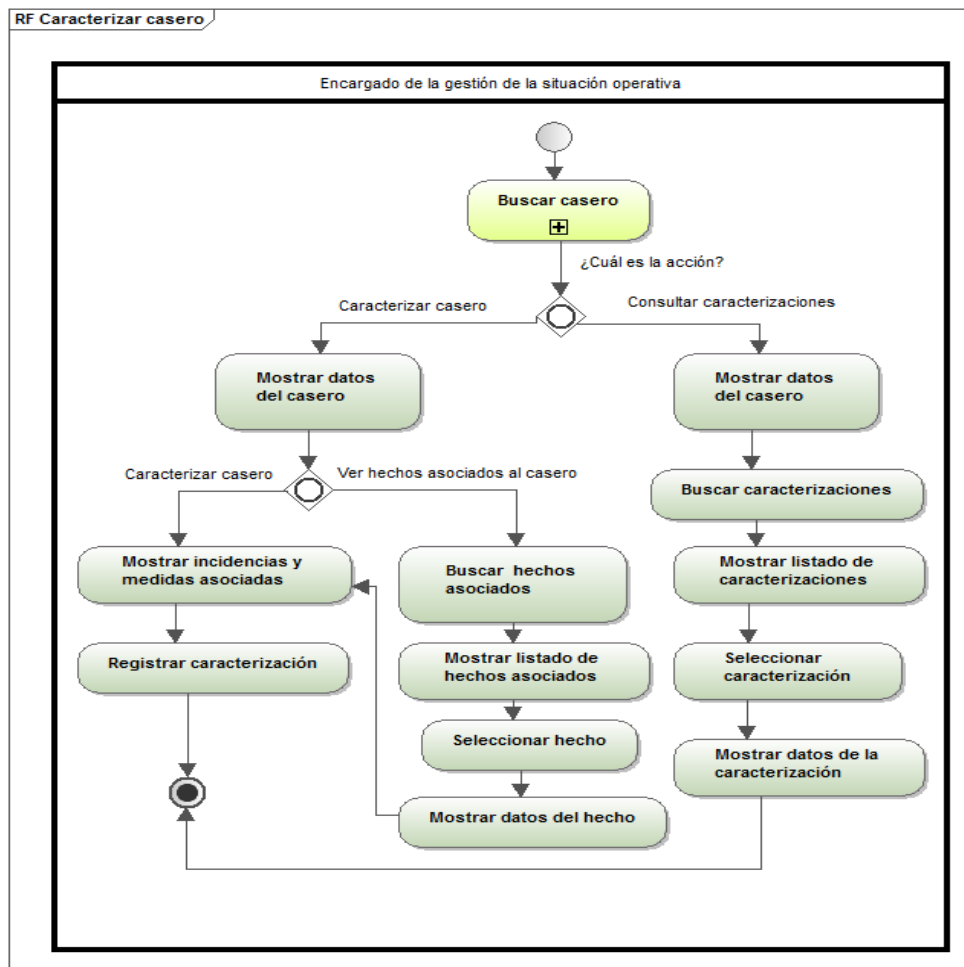 RF Caracterizar casero
Encargado de la gestión de la situación operativa
Buscar casero
¿Cuál es la acción?
Caracterizar casero
Consultar caracterizaciones
Mostrar datos
del casero
Mostrar datos
del casero
Caracterizar casero
Ver hechos asociados al casero
Buscar caracterizaciones
Mostrar incidencias y
medidas asociadas
Buscar hechos
asociados
Mostrar listado de
caracterizaciones
Registrar caracterización
Mostrar listado de
hechos asociados
Seleccionar
caracterización
Seleccionar hecho
Mostrar datos de la
caracterización
Mostrar datos del hecho